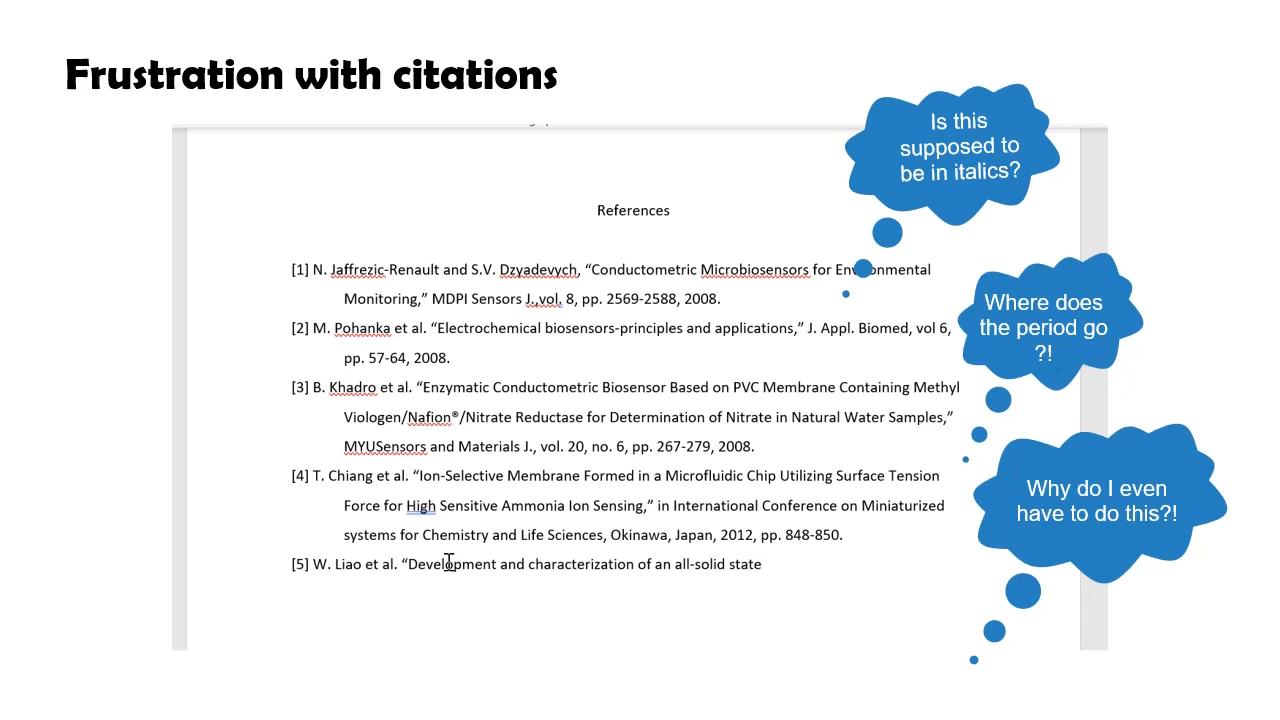 Frustration with citations
Is this
supposed to
be in italics?
References
[1] N. Jaffrezic-Renault and S.V. Dzyadevych, “Conductometric Microbiosensors for Environmental
Monitoring,” MDPI Sensors J.,vol. 8, pp. 2569-2588, 2008.
[2] M. Pohanka et al. “Electrochemical biosensors-principles and applications,” J. Appl. Biomed, vol 6,
pp. 57-64, 2008.
[3] B. Khadro et al. “Enzymatic Conductometric Biosensor Based on PVC Membrane Containing Methyl
Viologen/Nafion®/Nitrate Reductase for Determination of Nitrate in Natural Water Samples,”
MYUSensors and Materials J., vol. 20, no. 6, pp. 267-279, 2008.
[4] T. Chiang et al. “Ion-Selective Membrane Formed in a Microfluidic Chip Utilizing Surface Tension
Force for High Sensitive Ammonia Ion Sensing,” in International Conference on Miniaturized
systems for Chemistry and Life Sciences, Okinawa, Japan, 2012, pp. 848-850.
[5] W. Liao et al. “Development and characterization of an all-solid state
Where does
the period go
?!
Why do I even
have to do this?!